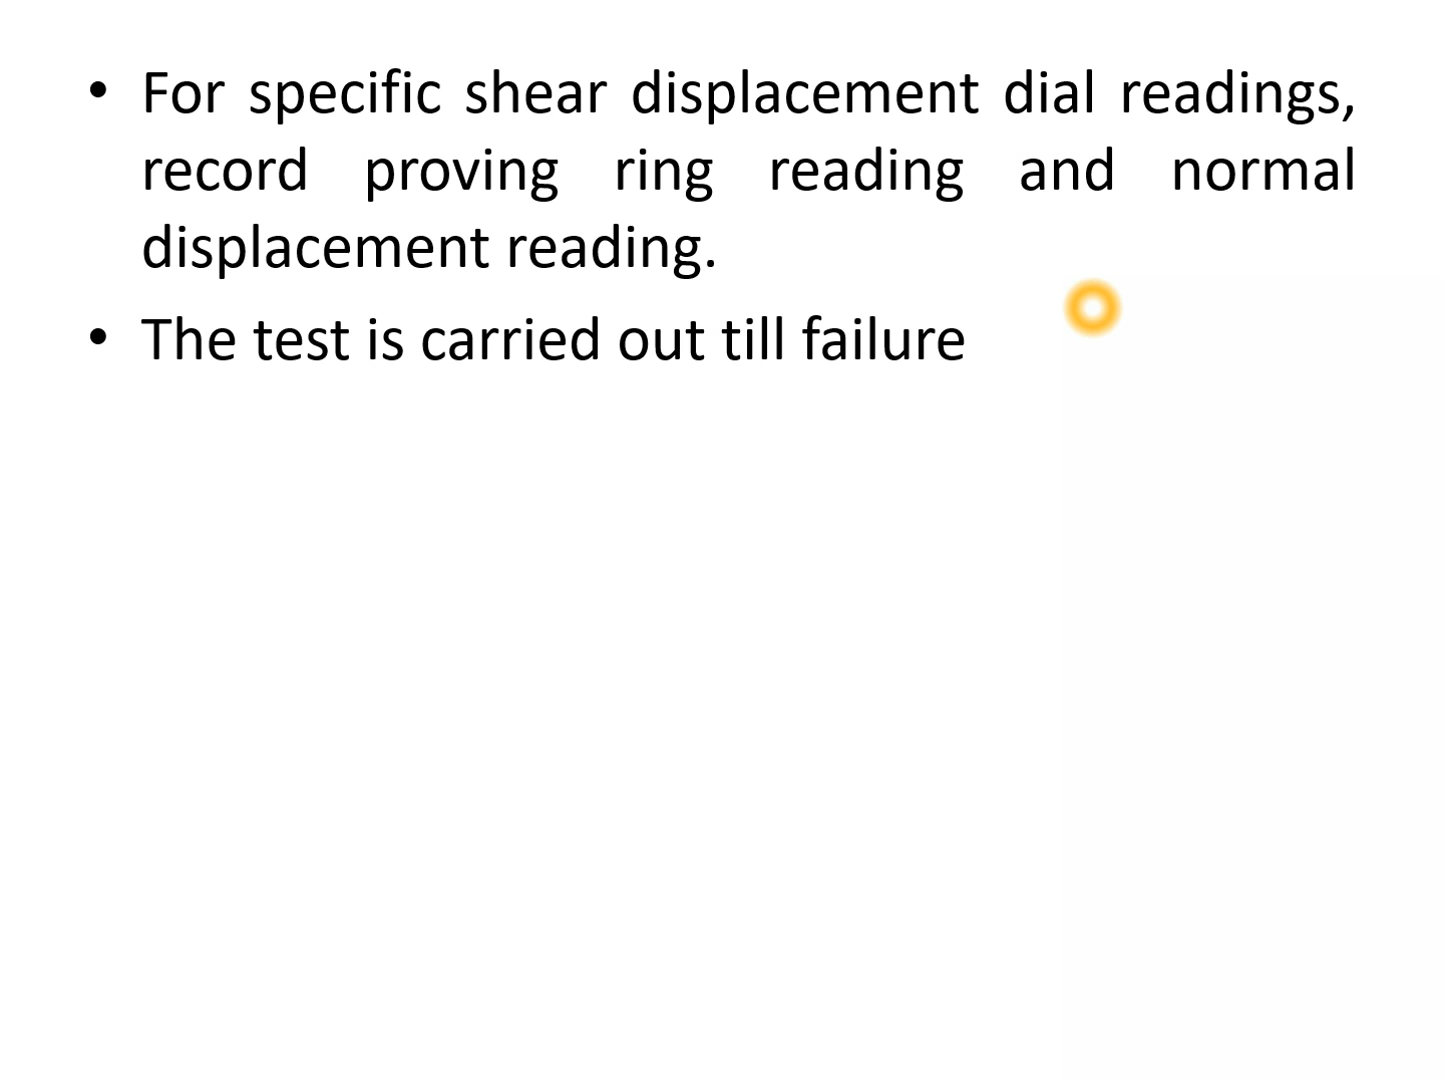 • For specific shear displacement dial readings,
record proving ring reading and normal
displacement reading.
• The test is carried out till failure